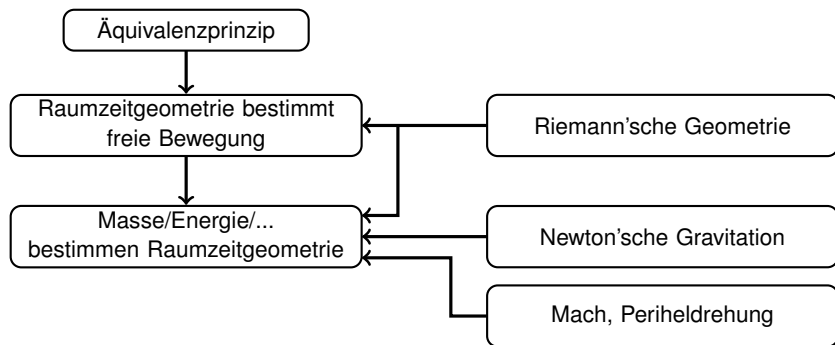 Äquivalenzprinzip
Raumzeitgeometrie bestimmt
freie Bewegung
Riemann'sche Geometrie
Masse/Energie/...
bestimmen Raumzeitgeometrie
Newton'sche Gravitation
Mach, Periheldrehung